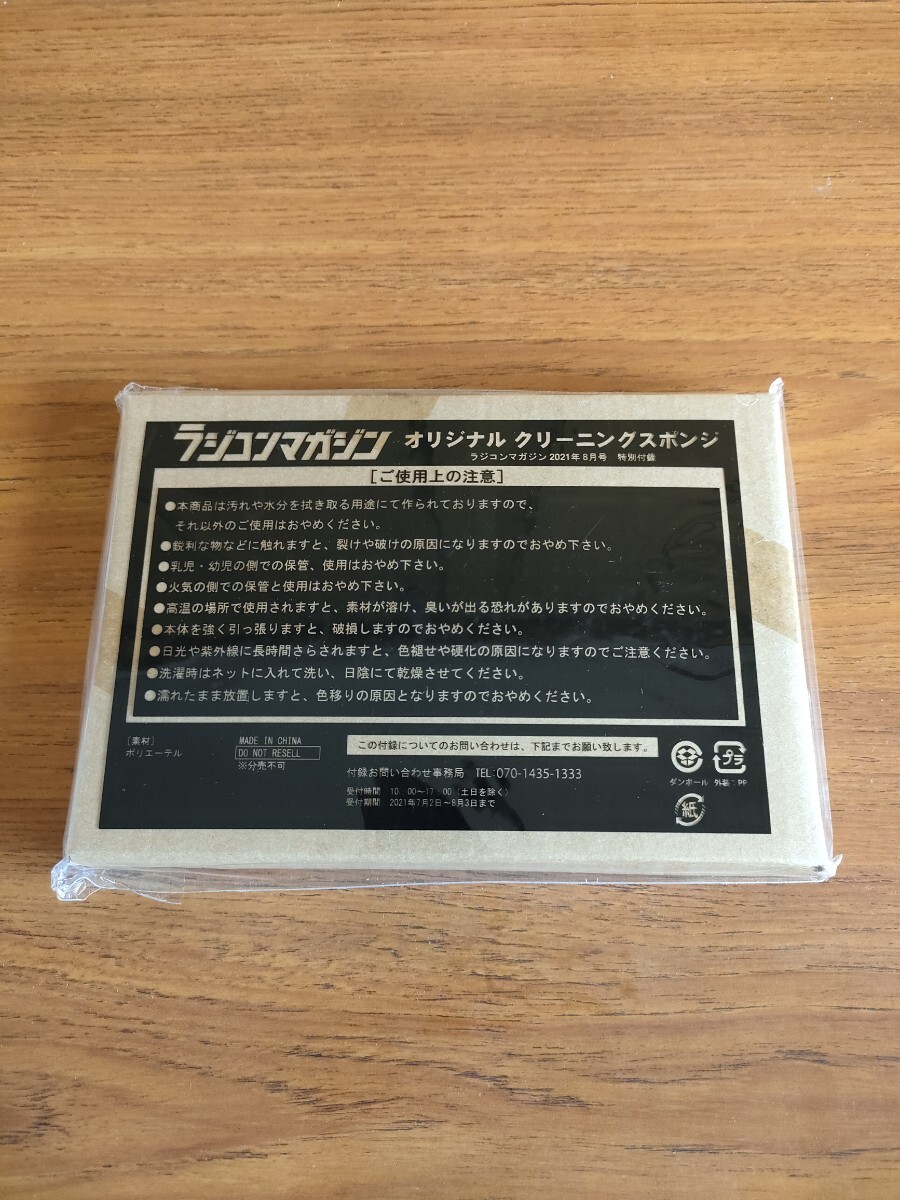 ラジコンマガジン オリジナル クリーニングスポンジ
ラジコンマガジン2021年8月号 特別付録
[ご使用上の注意]
●本商品は汚れや水分を拭き取る用途にて作られておりますので、
それ以外のご使用はおやめください。
●鋭利な物などに触れますと、裂けや破けの原因になりますのでおやめ下さい。
●乳児・幼児の側での保管、使用はおやめ下さい。
●火気の側での保管と使用はおやめ下さい。
●高温の場所で使用されますと、素材が溶け、臭いが出る恐れがありますのでおやめください。
●本体を強く引っ張りますと、破損しますのでおやめください。
●日光や紫外線に長時間さらされますと、色褪せや硬化の原因になりますのでご注意ください。
●洗濯時はネットに入れて洗い、日陰にて乾燥させてください。
●濡れたまま放置しますと、色移りの原因となりますのでおやめください。
[素材]
ポリエーテル
MADE IN CHINA
DO NOT RESELL
※分売不可
この付録についてのお問い合わせは、下記までお願い致します。
付録お問い合わせ事務局 TEL:070-1435-1333
受付時間 10:00〜17:00(土日を除く)
受付期間 2021年7月2日〜8月3日まで
ダンボール
プラ
外装:PP
紙